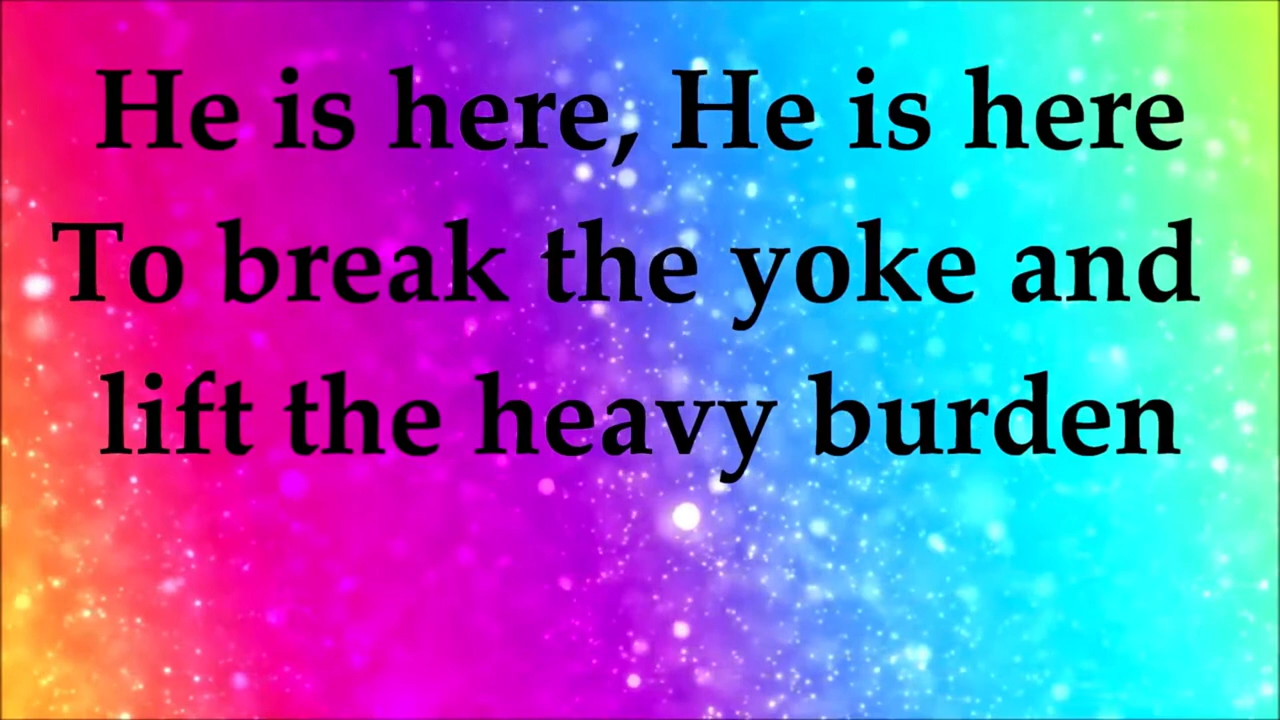 He is here, He is here
To break the yoke and
lift the heavy burden